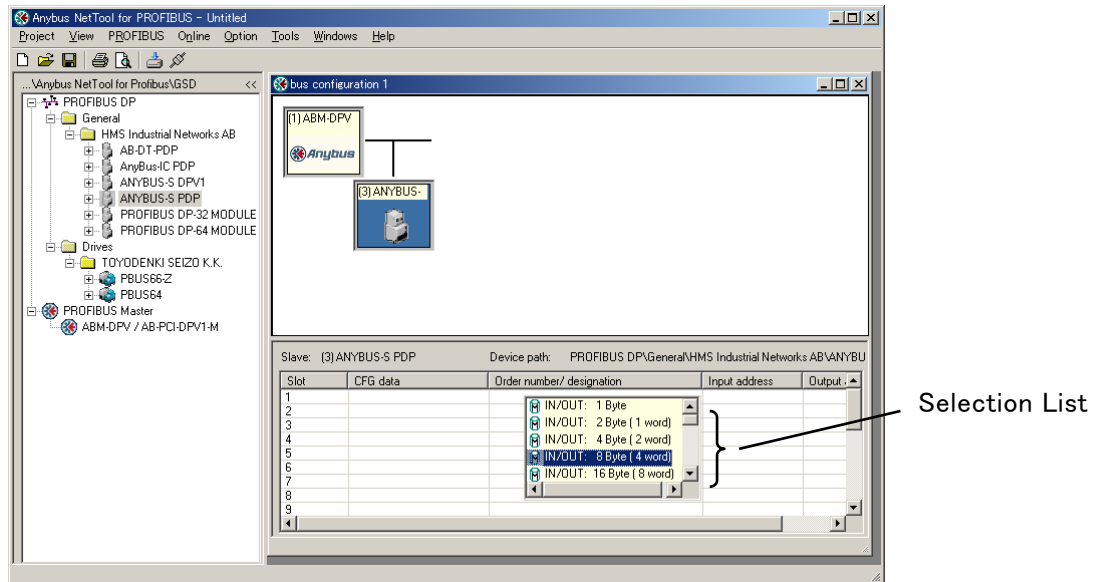 Anybus NetTool for PROFIBUS - Untitled
Project View PROFIBUS Online Option Tools Windows Help
...\Anybus NetTool for Profibus\GSD <<
PROFIBUS DP
General
HMS Industrial Networks AB
AB-DT-PDP
AnyBus-IC PDP
ANYBUS-S DPV1
ANYBUS-S PDP
PROFIBUS DP-32 MODULE
PROFIBUS DP-64 MODULE
Drives
TOYODENKI SEIZO K.K.
PBUS66-Z
PBUS64
PROFIBUS Master
ABM-DPV / AB-PCI-DPV1-M
bus configuration 1
(1) ABM-DPV
Anybus
(3) ANYBUS-
Slave: (3) ANYBUS-S PDP Device path: PROFIBUS DP\General\HMS Industrial Networks AB\ANYBU
Slot CFG data Order number/ designation Input address Output
1
2
3
4
5
6
7
8
9
IN/OUT: 1 Byte
IN/OUT: 2 Byte ( 1 word)
IN/OUT: 4 Byte ( 2 word)
IN/OUT: 8 Byte ( 4 word)
IN/OUT: 16 Byte ( 8 word)
Selection List